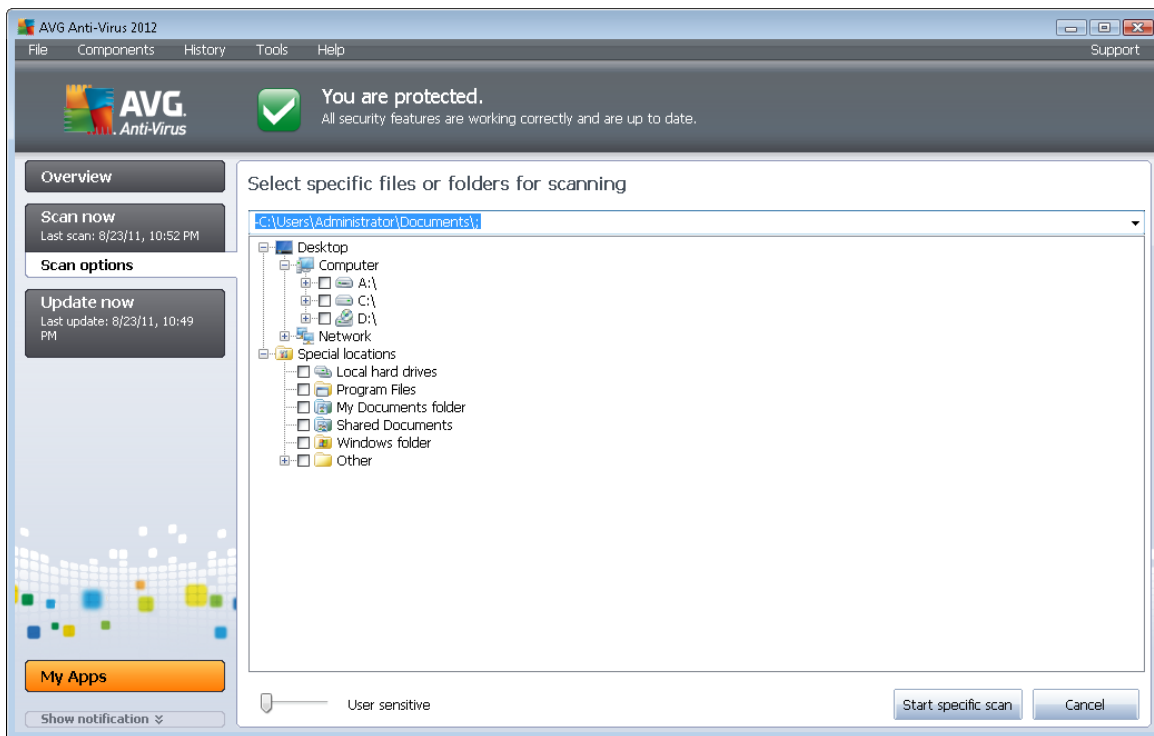 AVG Anti-Virus 2012
File Components History Tools Help Support
AVG.
Anti-Virus
You are protected.
All security features are working correctly and are up to date.
Overview
Scan now
Last scan: 8/23/11, 10:52 PM
Scan options
Update now
Last update: 8/23/11, 10:49
PM
My Apps
Show notification
Select specific files or folders for scanning
-C:\Users\Administrator\Documents\;
Desktop
Computer
A:\
C:\
D:\
Network
Special locations
Local hard drives
Program Files
My Documents folder
Shared Documents
Windows folder
Other
User sensitive
Start specific scan
Cancel